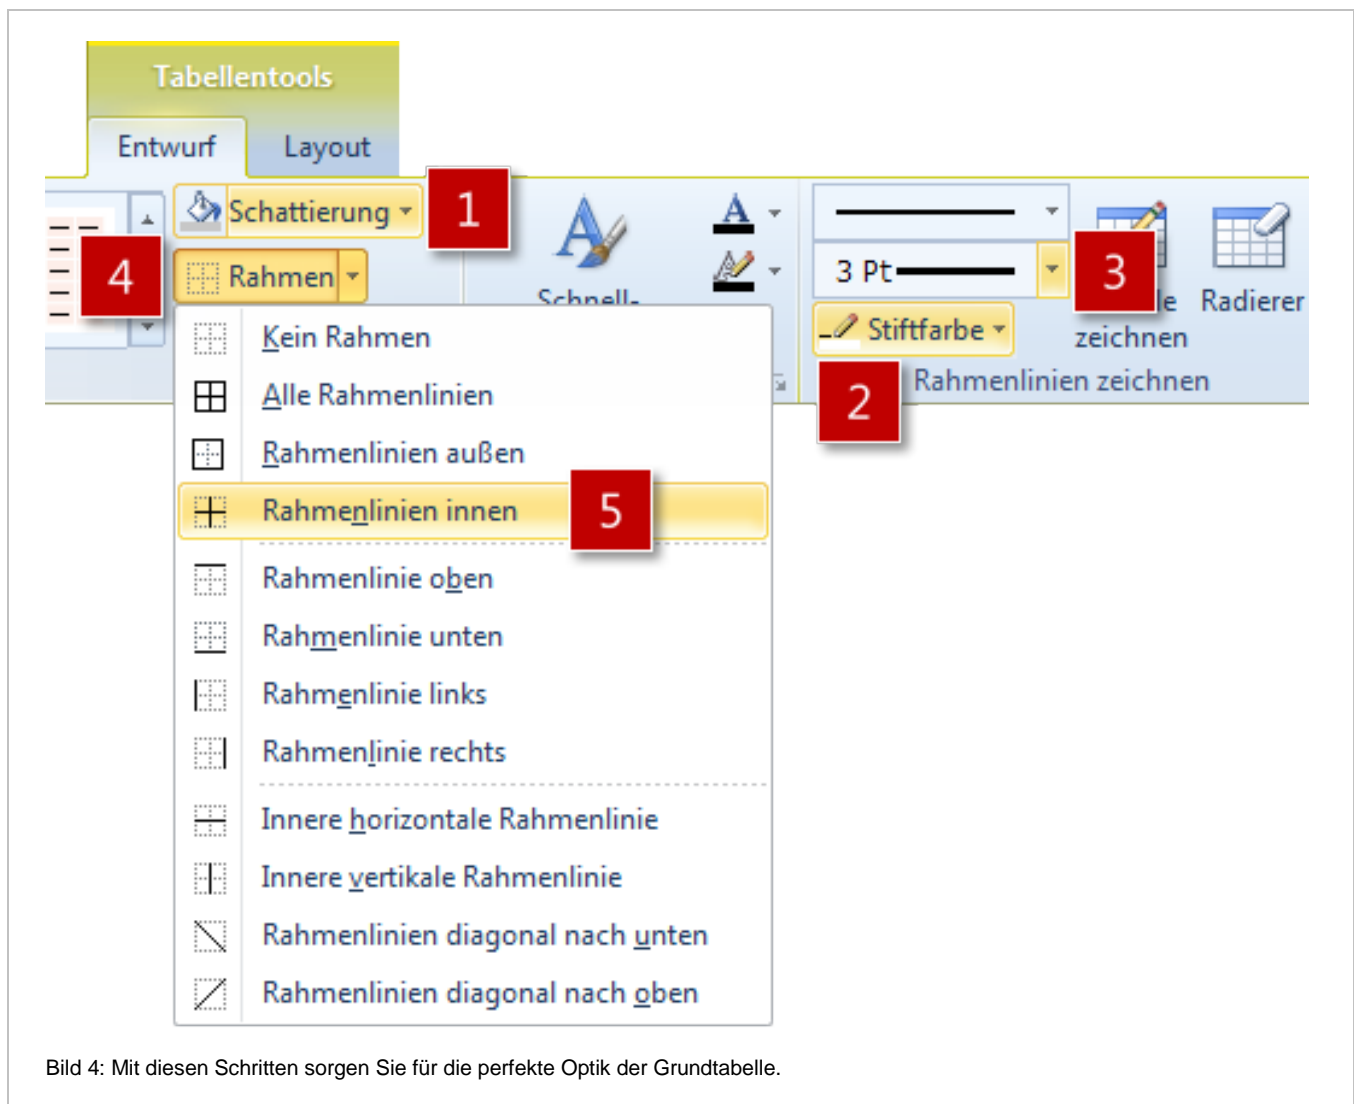 Tabellentools
Entwurf Layout
Schattierung 1
4 Rahmen
Schnell-
A
3 Pt 3
Radierer
zeichnen
Stiftfarbe
2 Rahmenlinien zeichnen
Kein Rahmen
Alle Rahmenlinien
Rahmenlinien außen
Rahmenlinien innen 5
Rahmenlinie oben
Rahmenlinie unten
Rahmenlinie links
Rahmenlinie rechts
Innere horizontale Rahmenlinie
Innere vertikale Rahmenlinie
Rahmenlinien diagonal nach unten
Rahmenlinien diagonal nach oben
Bild 4: Mit diesen Schritten sorgen Sie für die perfekte Optik der Grundtabelle.